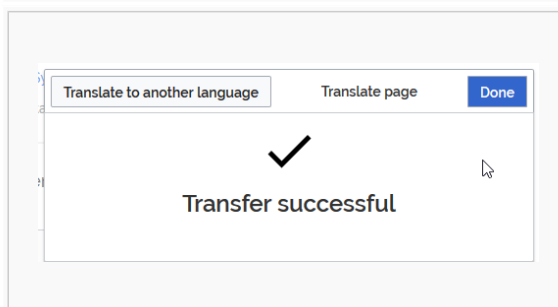 Translate to another language
Translate page
Done
Transfer successful